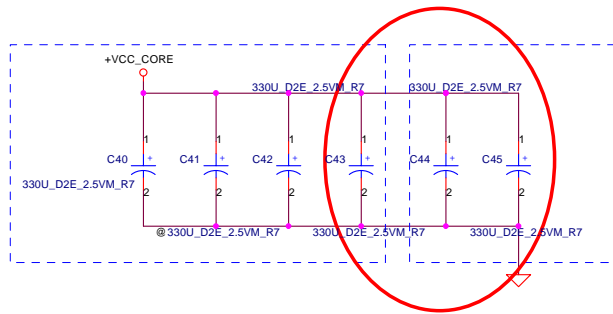 +VCC_CORE
330U_D2E_2.5VM_R7 330U_D2E_2.5VM_R7
1 1 1 1 1 1
C40 + C41 + C42 + C43 + C44 + C45 +
330U_D2E_2.5VM_R7 2 2 2 2 2 2
@330U_D2E_2.5VM_R7 330U_D2E_2.5VM_R7 330U_D2E_2.5VM_R7